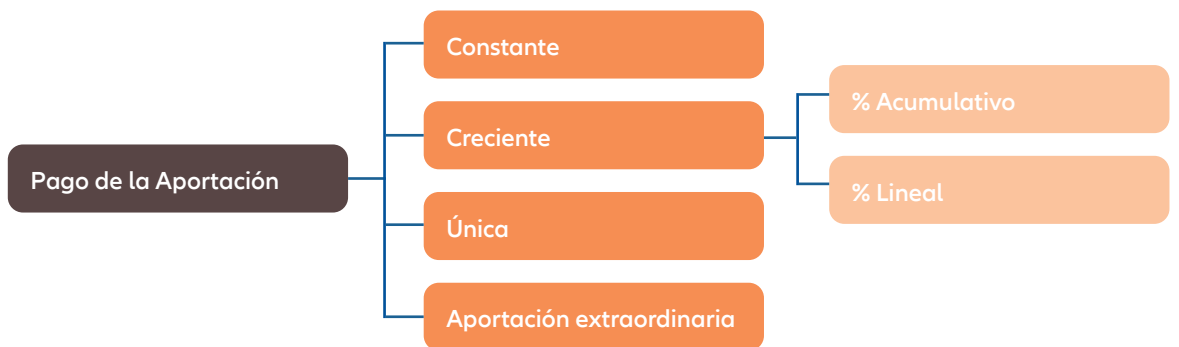 Pago de la Aportación
Constante
Creciente
Única
Aportación extraordinaria
% Acumulativo
% Lineal